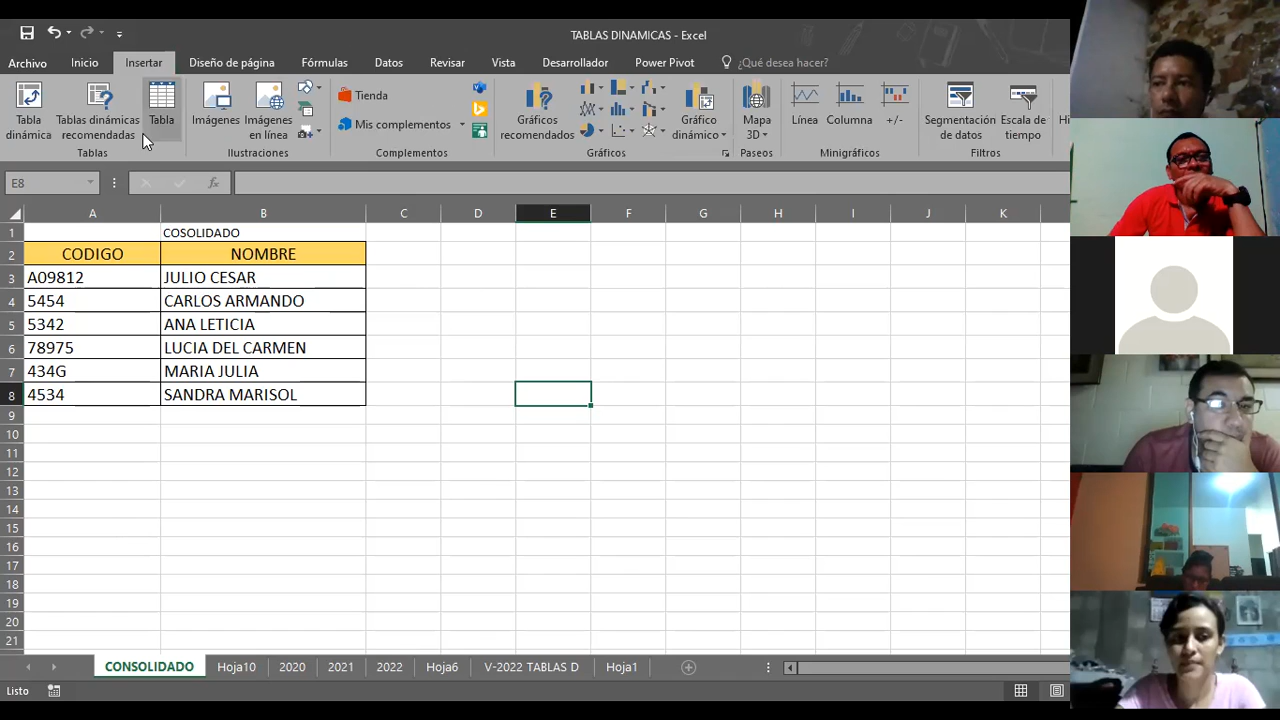 TABLAS DINAMICAS - Excel
Archivo Inicio Insertar Diseño de página Fórmulas Datos Revisar Vista Desarrollador Power Pivot ¿Qué desea hacer?
Tabla dinámica
Tablas dinámicas recomendadas
Tabla
Imágenes
Imágenes en línea
Tienda
Mis complementos
Gráficos recomendados
Gráfico dinámico
Mapa 3D
Línea
Columna
+/-
Segmentación de datos
Escala de tiempo
Hi
Tablas Ilustraciones Complementos Gráficos Paseos Minigráficos Filtros
E8 fx
A B C D E F G H I J K
1 COSOLIDADO
2 CODIGO NOMBRE
3 A09812 JULIO CESAR
4 5454 CARLOS ARMANDO
5 5342 ANA LETICIA
6 78975 LUCIA DEL CARMEN
7 434G MARIA JULIA
8 4534 SANDRA MARISOL
9
10
11
12
13
14
15
16
17
18
19
20
21
CONSOLIDADO Hoja10 2020 2021 2022 Hoja6 V-2022 TABLAS D Hoja1
Listo